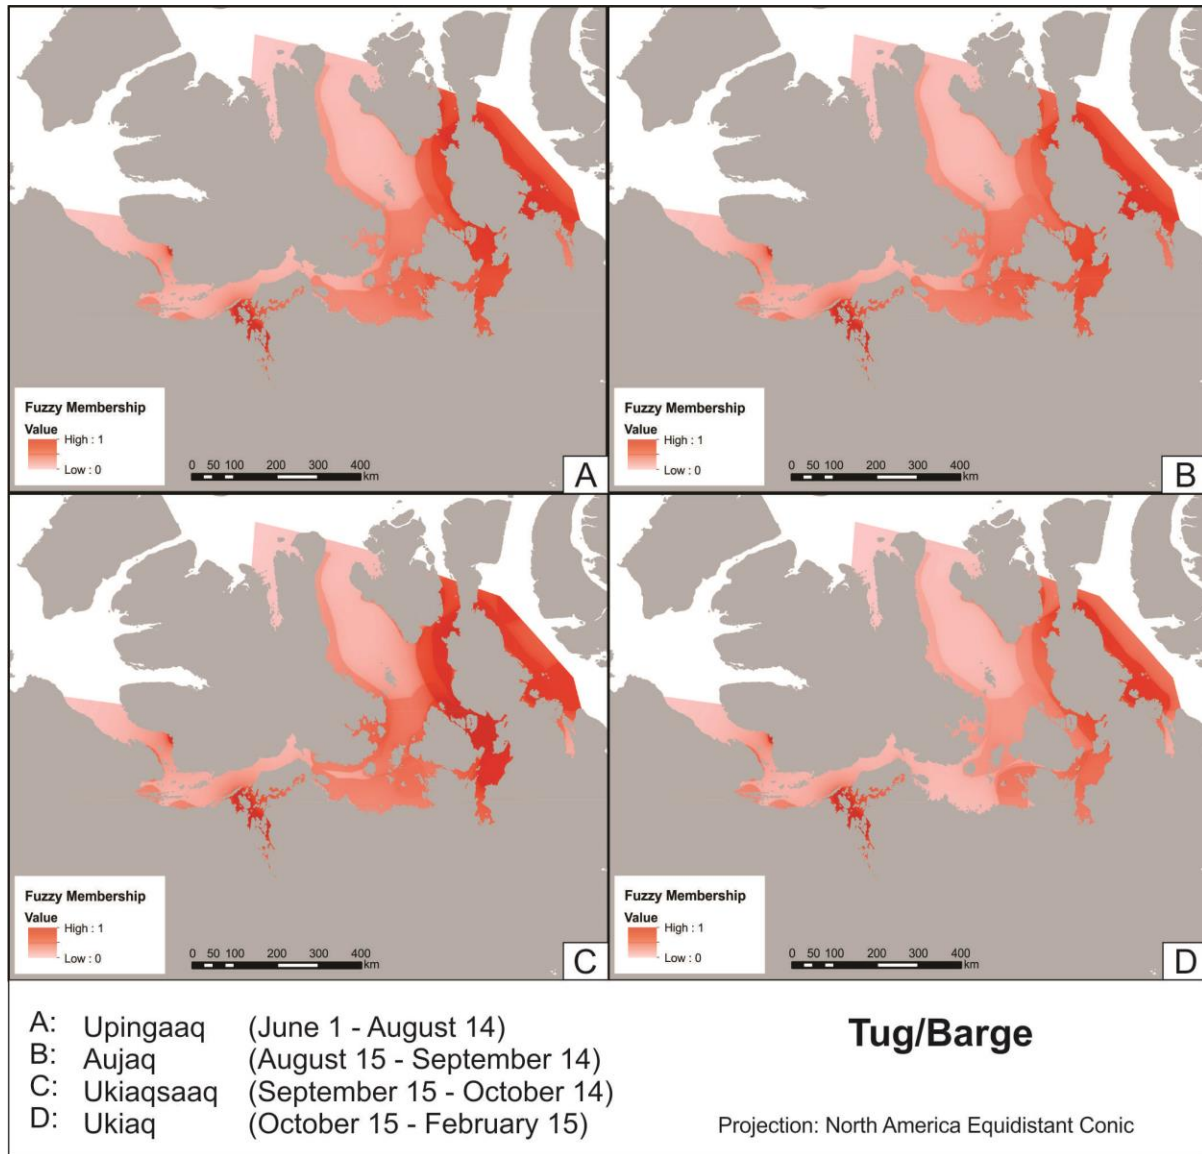 Fuzzy Membership
Value
High : 1
Low : 0
0 50 100 200 300 400
km
A
Fuzzy Membership
Value
High : 1
Low : 0
0 50 100 200 300 400
km
B
Fuzzy Membership
Value
High : 1
Low : 0
0 50 100 200 300 400
km
C
Fuzzy Membership
Value
High : 1
Low : 0
0 50 100 200 300 400
km
D
A: Upingaaq (June 1 - August 14)
B: Aujaq (August 15 - September 14)
C: Ukiaqsaaq (September 15 - October 14)
D: Ukiaq (October 15 - February 15)
Tug/Barge
Projection: North America Equidistant Conic